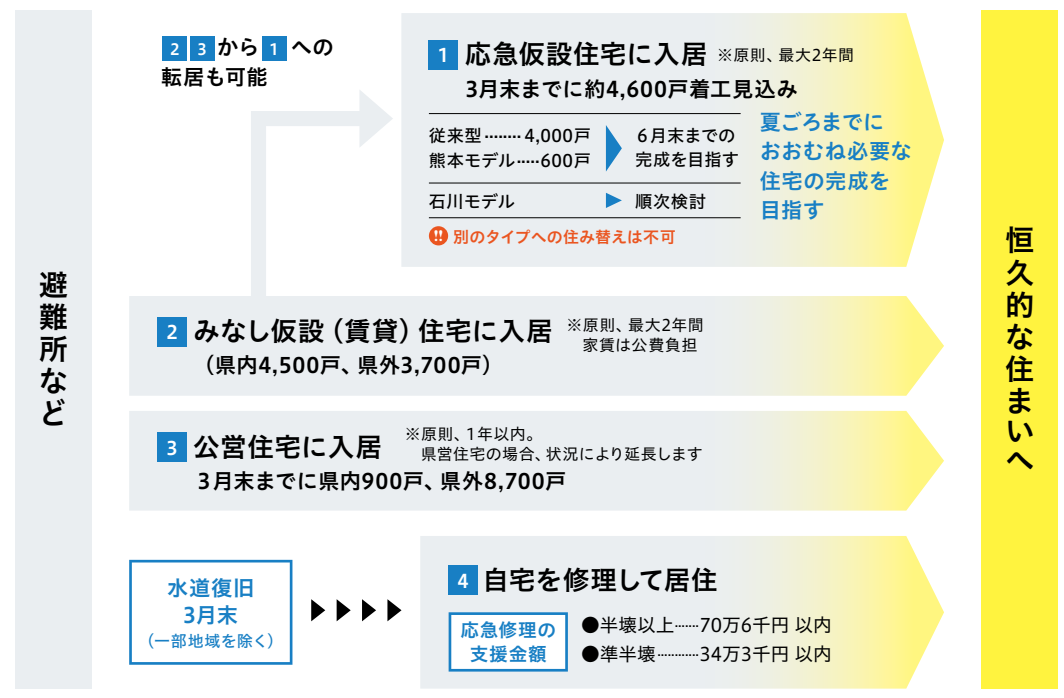 避難所など
2 3 から 1 への
転居も可能
1 応急仮設住宅に入居 ※原則、最大2年間
3月末までに約4,600戸着工見込み
従来型……… 4,000戸
熊本モデル……600戸
6月末までの
完成を目指す
石川モデル
順次検討
夏ごろまでに
おおむね必要な
住宅の完成を
目指す
別のタイプへの住み替えは不可
2 みなし仮設(賃貸)住宅に入居 ※原則、最大2年間
家賃は公費負担
(県内4,500戸、県外3,700戸)
3 公営住宅に入居 ※原則、1年以内。
県営住宅の場合、状況により延長します
3月末までに県内900戸、県外8,700戸
水道復旧
3月末
(一部地域を除く)
4 自宅を修理して居住
応急修理の
支援金額
●半壊以上……70万6千円 以内
●準半壊…………34万3千円 以内
恒久的な住まいへ